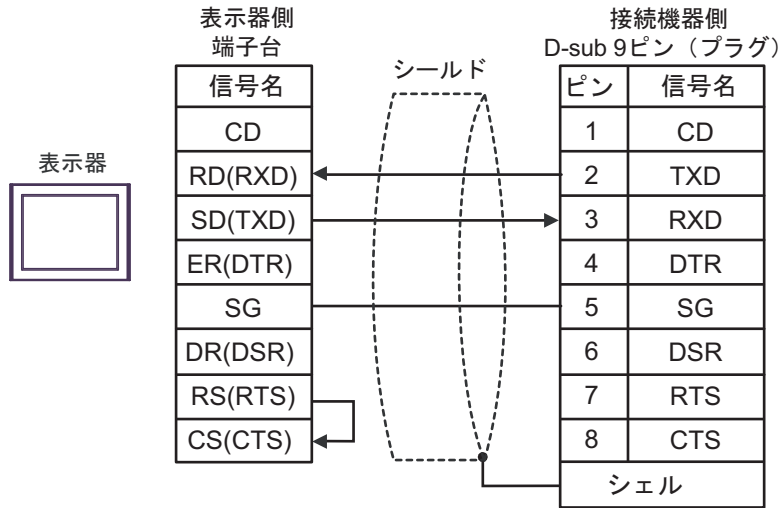 表示器側
端子台
信号名
CD
RD(RXD)
SD(TXD)
ER(DTR)
SG
DR(DSR)
RS(RTS)
CS(CTS)
表示器
シールド
接続機器側
D-sub 9ピン（プラグ）
ピン 信号名
1 CD
2 TXD
3 RXD
4 DTR
5 SG
6 DSR
7 RTS
8 CTS
シェル